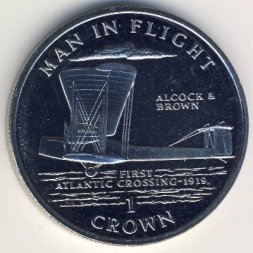 MAN IN FLIGHT
ALCOCK &
BROWN
FIRST
ATLANTIC CROSSING-1919.
1
CROWN